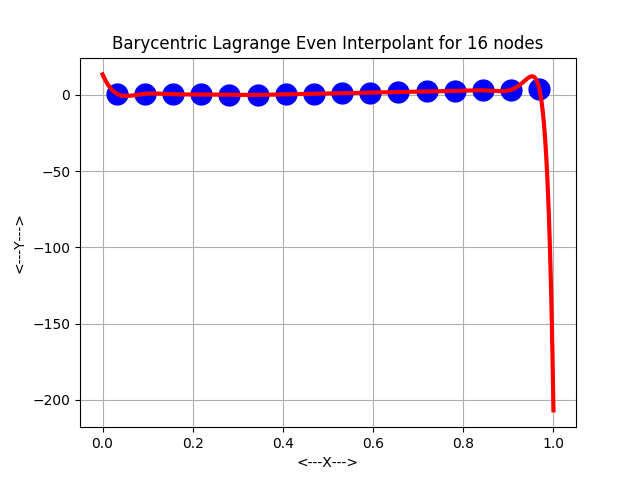 Barycentric Lagrange Even Interpolant for 16 nodes
0
−50
−100
−150
−200
<---Y--->
0.0 0.2 0.4 0.6 0.8 1.0
<---X--->